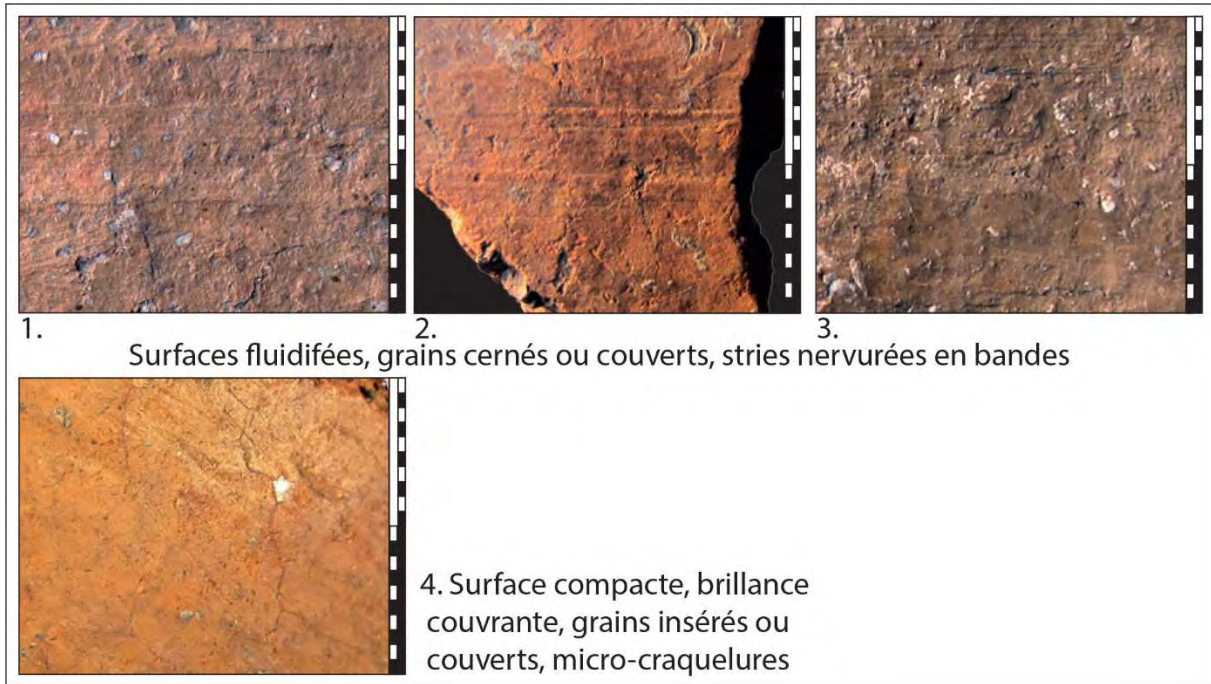 1.
2.
3.
Surfaces fluidifées, grains cernés ou couverts, stries nervurées en bandes
4. Surface compacte, brillance
couvrante, grains insérés ou
couverts, micro-craquelures